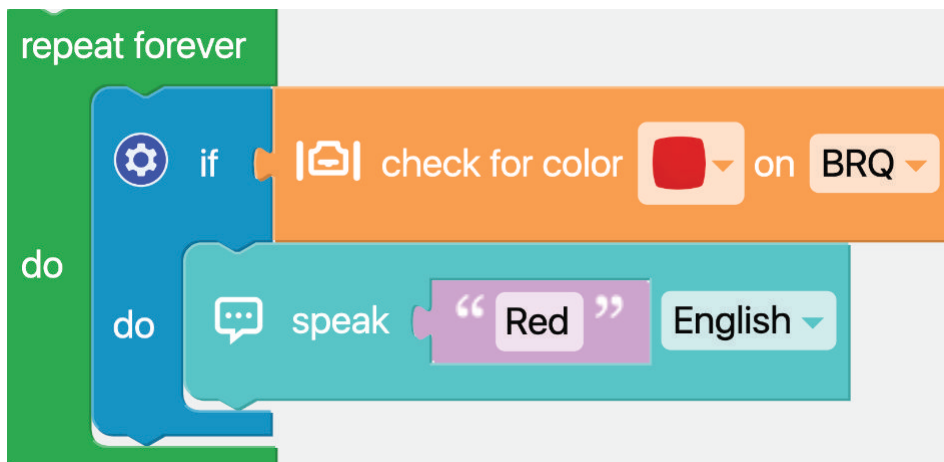 repeat forever
if check for color on BRQ
do
do speak “ Red ” English